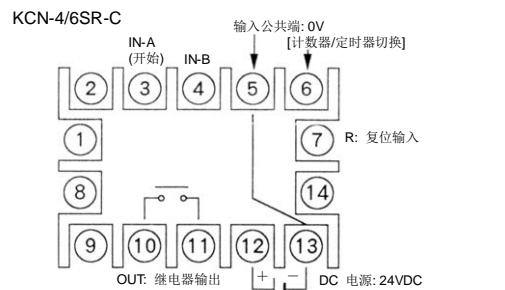 KCN-4/6SR-C
输入公共端: 0V
IN-A
[计数器/定时器切换]
(开始)
IN-B
2
3
4
5
6
1
7
R: 复位输入
8
14
9
10
11
12
13
OUT: 继电器输出
+
−
DC 电源: 24VDC